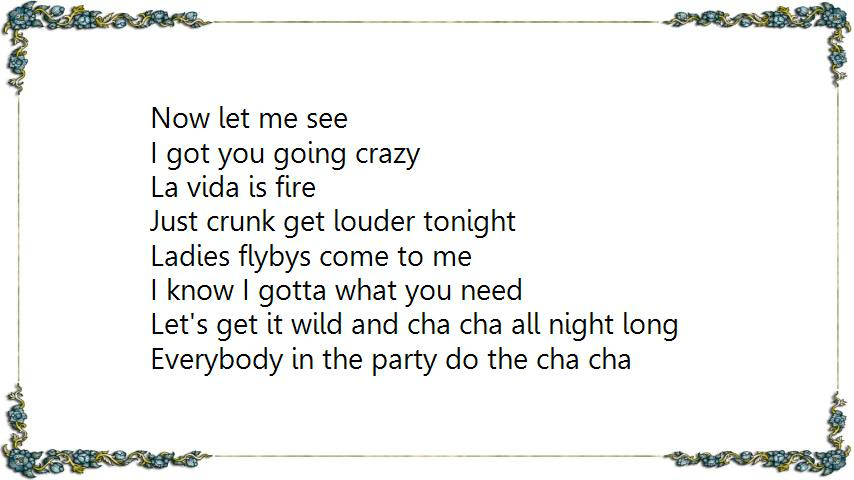 Now let me see
I got you going crazy
La vida is fire
Just crunk get louder tonight
Ladies flybys come to me
I know I gotta what you need
Let's get it wild and cha cha all night long
Everybody in the party do the cha cha